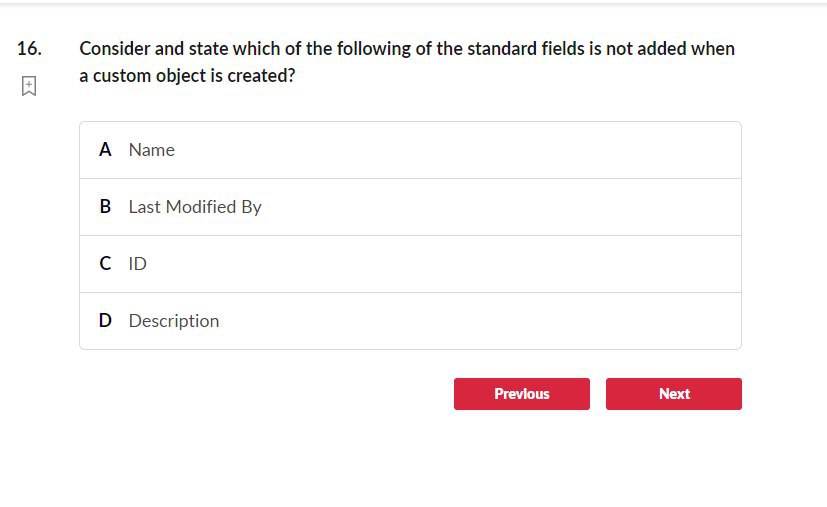 16. Consider and state which of the following of the standard fields is not added when
a custom object is created?
A Name
B Last Modified By
C ID
D Description
Previous Next